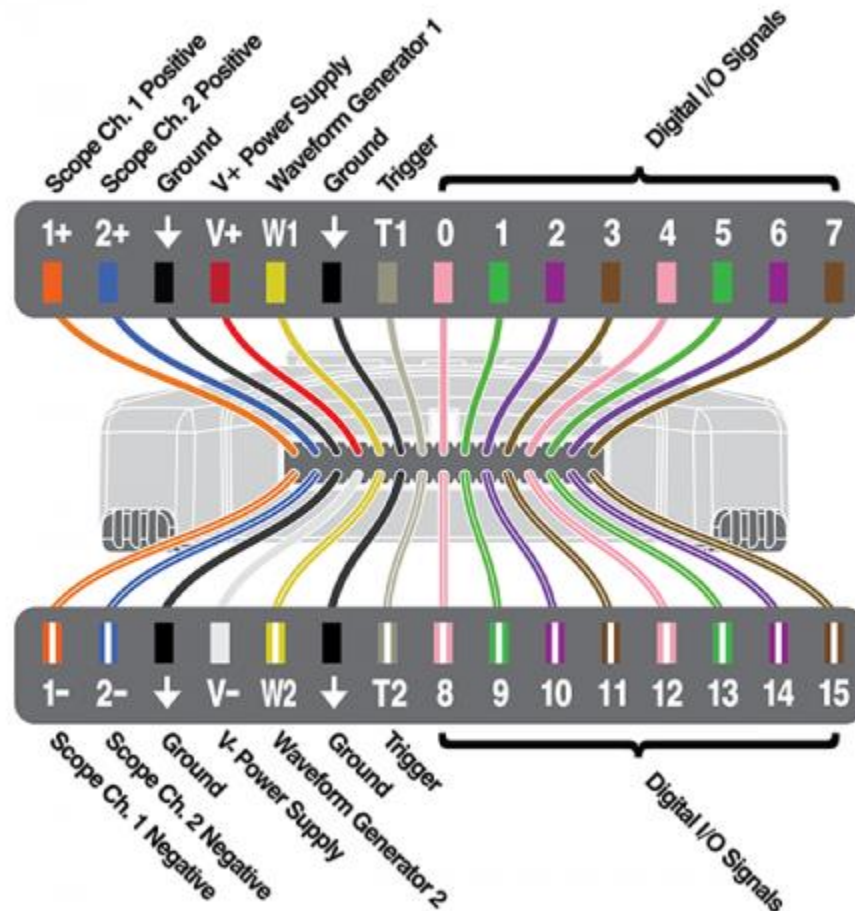 Scope Ch. 1 Positive
Scope Ch. 2 Positive
Ground
V+ Power Supply
Waveform Generator 1
Ground
Trigger
Digital I/O Signals
1+ 2+ ↓ V+ W1 ↓ T1 0 1 2 3 4 5 6 7
1- 2- ↓ V- W2 ↓ T2 8 9 10 11 12 13 14 15
Scope Ch. 1 Negative
Scope Ch. 2 Negative
Ground
V- Power Supply
Waveform Generator 2
Ground
Trigger
Digital I/O Signals